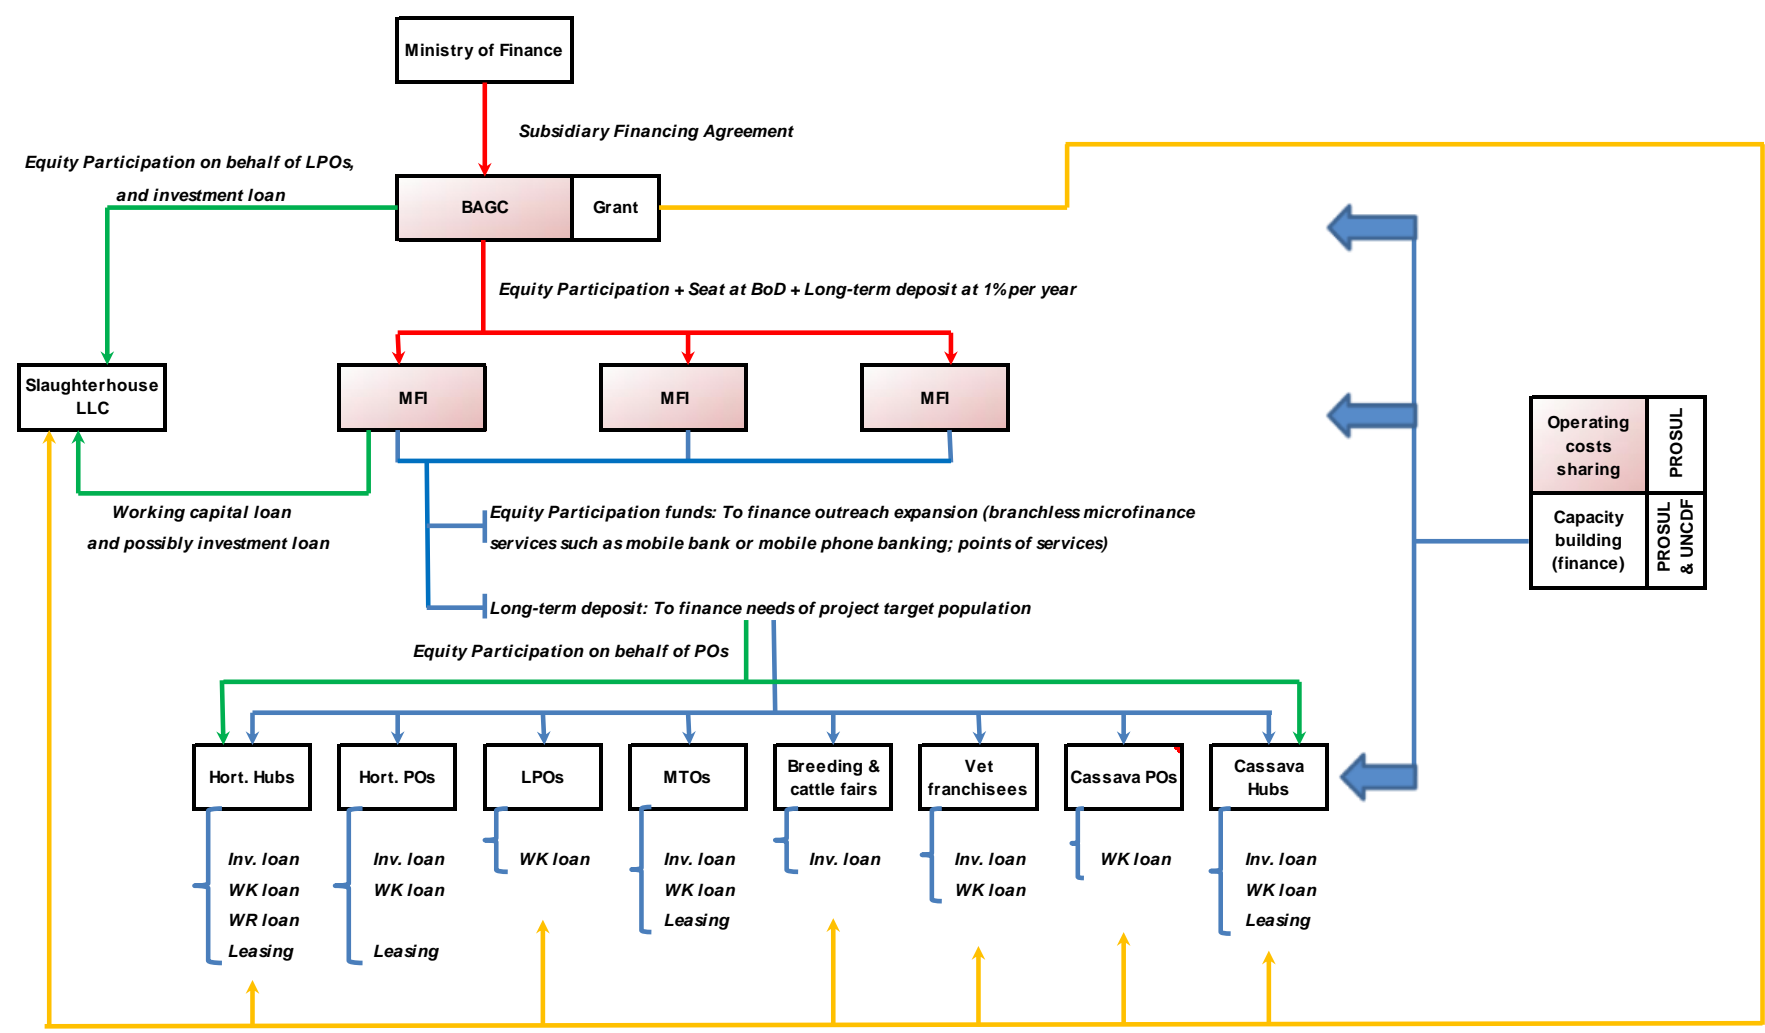 Ministry of Finance
Subsidiary Financing Agreement
Equity Participation on behalf of LPOs,
and investment loan
BAGC
Grant
Equity Participation + Seat at BoD + Long-term deposit at 1%per year
Slaughterhouse
LLC
MFI
MFI
MFI
Operating
costs
sharing
PROSUL
Capacity
building
(finance)
PROSUL
& UNCDF
Working capital loan
and possibly investment loan
Equity Participation funds: To finance outreach expansion (branchless microfinance
services such as mobile bank or mobile phone banking; points of services)
Long-term deposit: To finance needs of project target population
Equity Participation on behalf of POs
Hort. Hubs
Hort. POs
LPOs
MTOs
Breeding &
cattle fairs
Vet
franchisees
Cassava POs
Cassava
Hubs
Inv. loan
WK loan
WR loan
Leasing
Inv. loan
WK loan
Leasing
WK loan
Inv. loan
WK loan
Leasing
Inv. loan
Inv. loan
WK loan
WK loan
Inv. loan
WK loan
Leasing